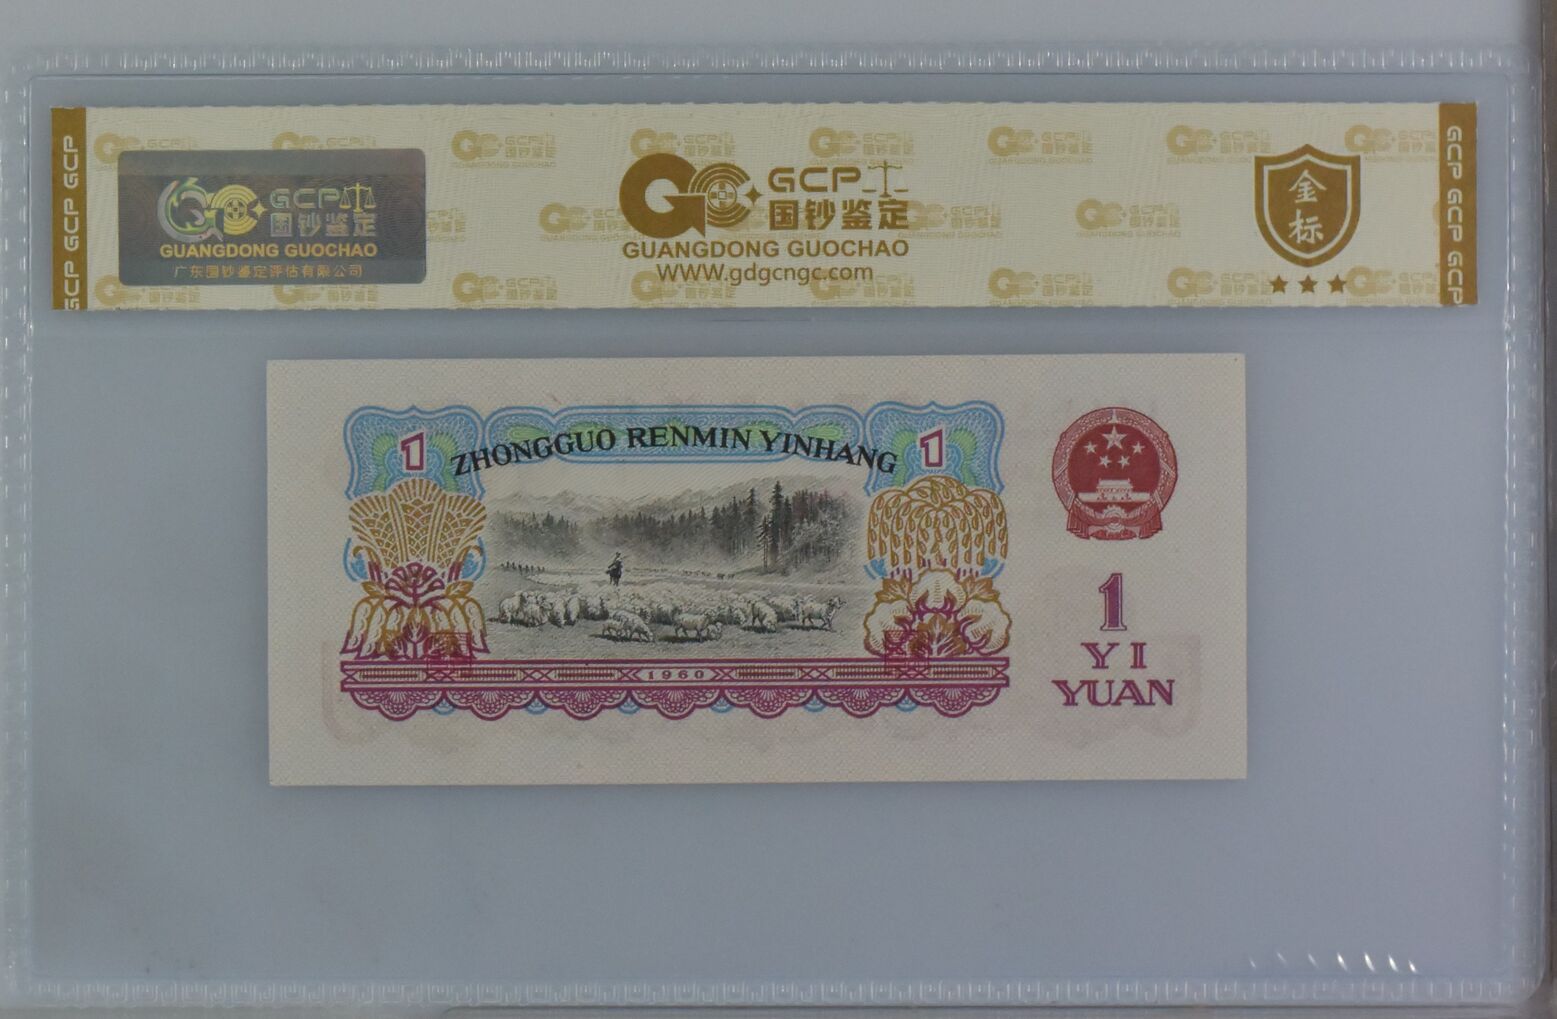 GCP GCP GCP
GCP
国钞鉴定
GUANGDONG GUOCHAO
广东国钞鉴定评估有限公司
GCP
国钞鉴定
GUANGDONG GUOCHAO
WWW.gdgcngc.com
金
标
GCP GCP GCP
1
ZHONGGUO RENMIN YINHANG
1
1960
1
YI
YUAN